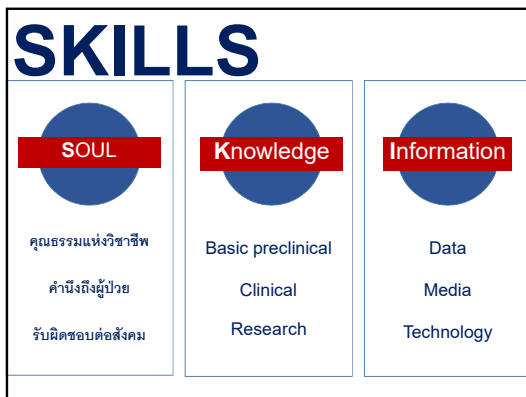 SKILLS
SOUL
คุณธรรมแห่งวิชาชีพ
คำนึงถึงผู้ป่วย
รับผิดชอบต่อสังคม
Knowledge
Basic preclinical
Clinical
Research
Information
Data
Media
Technology